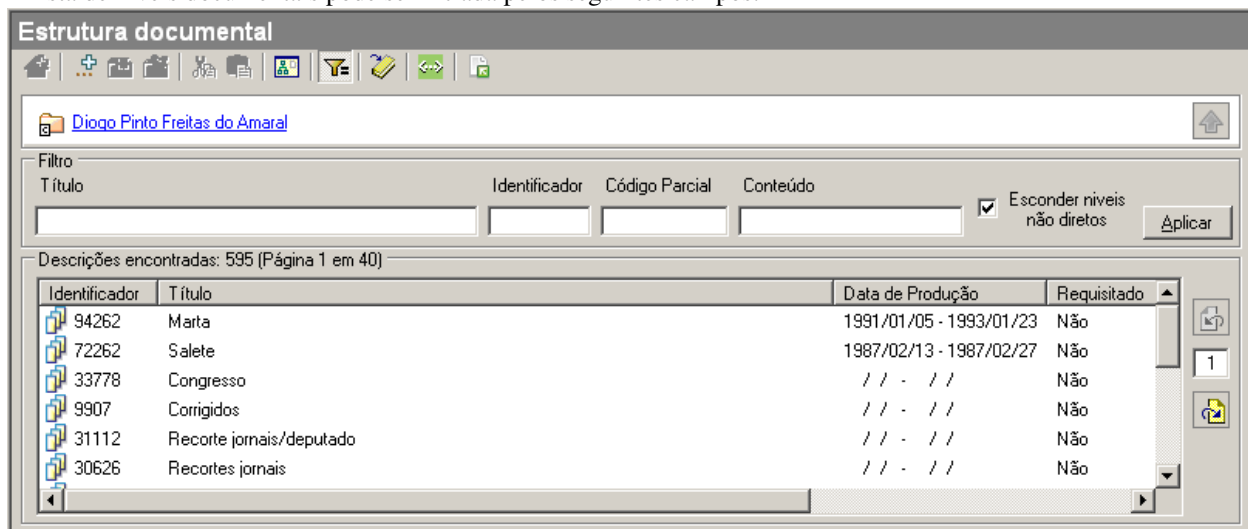 Estrutura documental
Diogo Pinto Freitas do Amaral
Filtro
Título Identificador Código Parcial Conteúdo
Esconder niveis
não diretos
Aplicar
Descrições encontradas: 595 (Página 1 em 40)
Identificador Título Data de Produção Requisitado
94262 Marta 1991/01/05 - 1993/01/23 Não
72262 Salete 1987/02/13 - 1987/02/27 Não
1
33778 Congresso / / - / / Não
9907 Corrigidos / / - / / Não
31112 Recorte jornais/deputado / / - / / Não
30626 Recortes jornais / / - / / Não